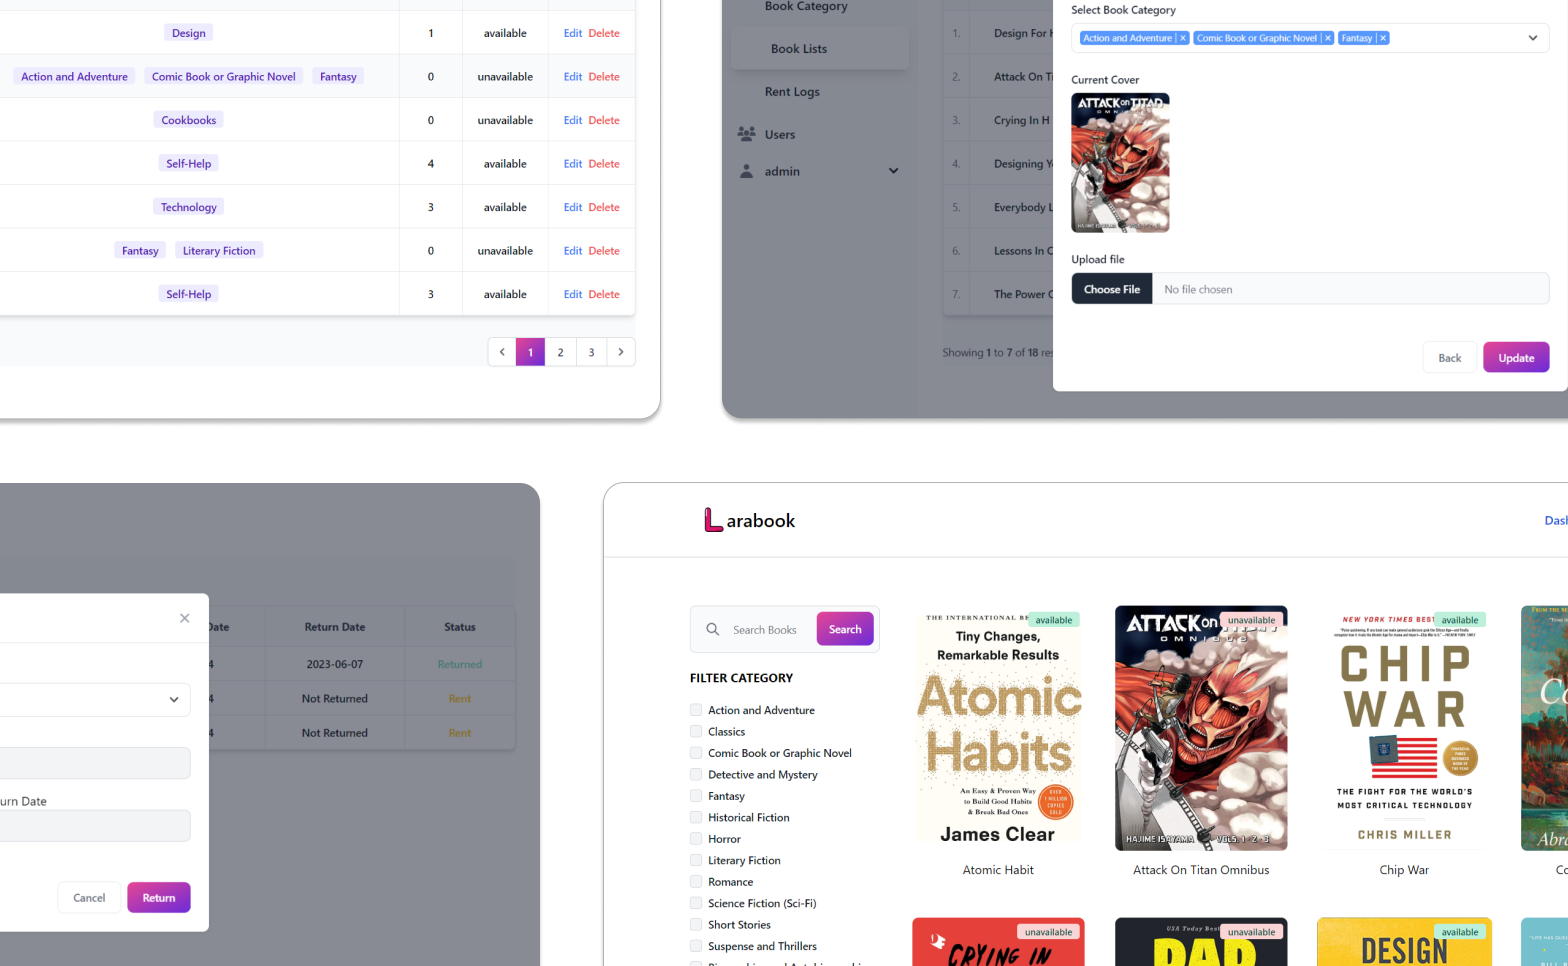 Design 1 available Edit Delete
Action and Adventure Comic Book or Graphic Novel Fantasy 0 unavailable Edit Delete
Cookbooks 0 unavailable Edit Delete
Self-Help 4 available Edit Delete
Technology 3 available Edit Delete
Fantasy Literary Fiction 0 unavailable Edit Delete
Self-Help 3 available Edit Delete
1 2 3
Book Category
Book Lists
Rent Logs
Users
admin
1. Design For
2. Attack On Ti
3. Crying In H
4. Designing Y
5. Everybody L
6. Lessons In C
7. The Power
Showing 1 to 7 of 18 res
Select Book Category
Action and Adventure × Comic Book or Graphic Novel × Fantasy ×
Current Cover
ATTACK on TITAN
OMNIBUS
Upload file
Choose File No file chosen
Back Update
Date Return Date Status
4 2023-06-07 Returned
4 Not Returned Rent
4 Not Returned Rent
urn Date
Cancel Return
Larabook
Dash
Search Books Search
FILTER CATEGORY
Action and Adventure
Classics
Comic Book or Graphic Novel
Detective and Mystery
Fantasy
Historical Fiction
Horror
Literary Fiction
Romance
Science Fiction (Sci-Fi)
Short Stories
Suspense and Thrillers
THE INTERNATIONAL BE
available
Tiny Changes,
Remarkable Results
Atomic
Habits
An Easy & Proven Way
to Build Good Habits
& Break Bad Ones
OVER
1 MILLION
COPIES
SOLD
James Clear
Atomic Habit
unavailable
ATTACK on TITAN
OMNIBUS
HAJIME ISAYAMA VOLS. 1·2·3
Attack On Titan Omnibus
NEW YORK TIMES BEST
available
CHIP
WAR
THE FIGHT FOR THE WORLD'S
MOST CRITICAL TECHNOLOGY
CHRIS MILLER
Chip War
Abra
Co
unavailable
CRYING IN
USA Today Best
unavailable
DAD
available
DESIGN